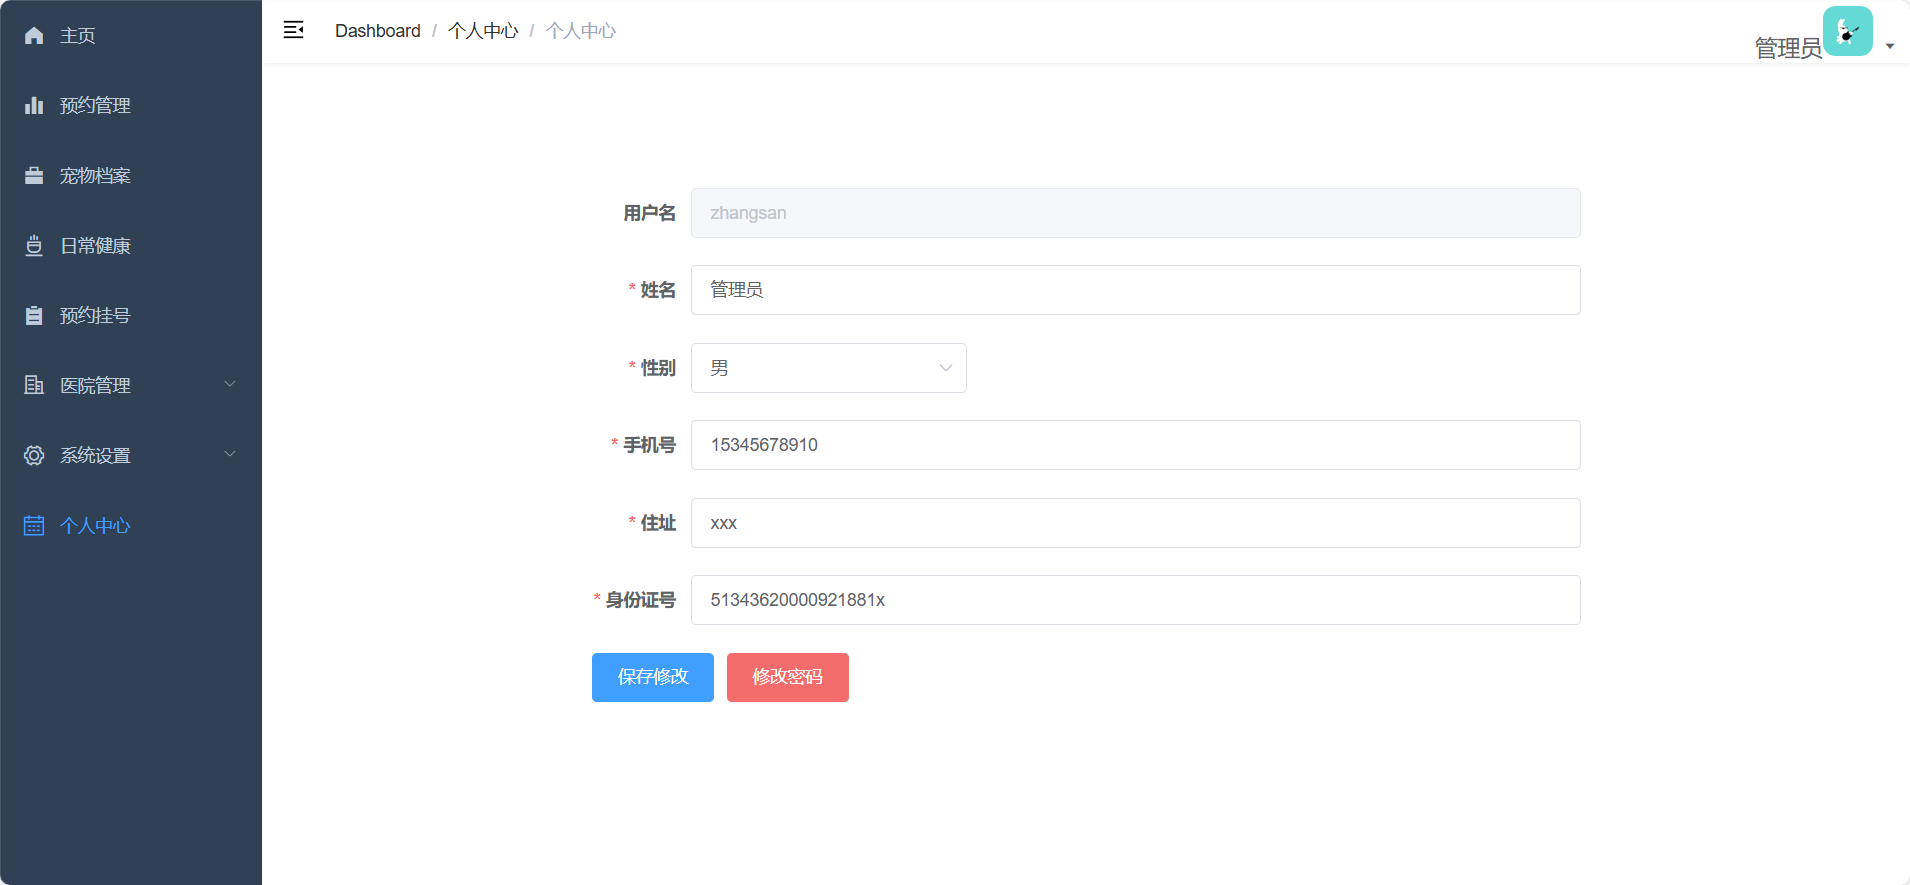 主页
预约管理
宠物档案
日常健康
预约挂号
医院管理
系统设置
个人中心
Dashboard / 个人中心 / 个人中心
管理员
用户名 zhangsan
* 姓名 管理员
* 性别 男
* 手机号 15345678910
* 住址 xxx
* 身份证号 51343620000921881x
保存修改 修改密码